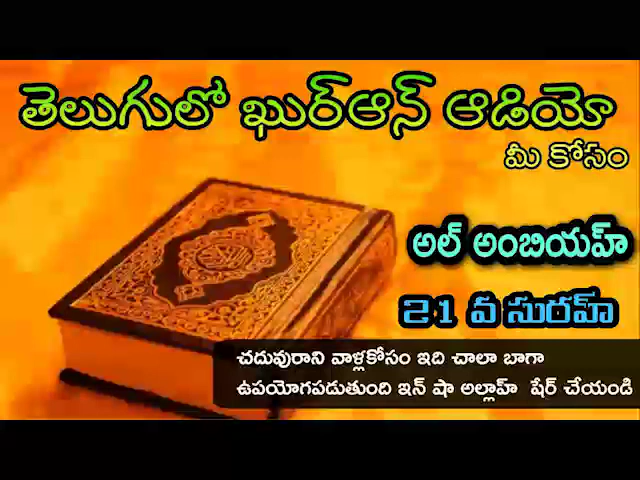 తెలుగులో ఖుర్ఆన్ ఆడియో
మీ కోసం
అల్ అంబియహ్
21 వ సురహ్
చదువురాని వాళ్లకోసం ఇది చాలా బాగా
ఉపయోగపడుతుంది ఇన్ షా అల్లాహ్ షేర్ చేయండి